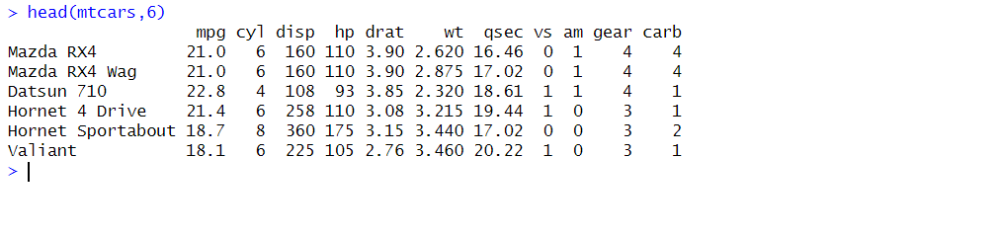 > head(mtcars,6)
                   mpg cyl disp  hp drat    wt  qsec vs am gear carb
Mazda RX4         21.0   6  160 110 3.90 2.620 16.46  0  1    4    4
Mazda RX4 Wag     21.0   6  160 110 3.90 2.875 17.02  0  1    4    4
Datsun 710        22.8   4  108  93 3.85 2.320 18.61  1  1    4    1
Hornet 4 Drive    21.4   6  258 110 3.08 3.215 19.44  1  0    3    1
Hornet Sportabout 18.7   8  360 175 3.15 3.440 17.02  0  0    3    2
Valiant           18.1   6  225 105 2.76 3.460 20.22  1  0    3    1
>